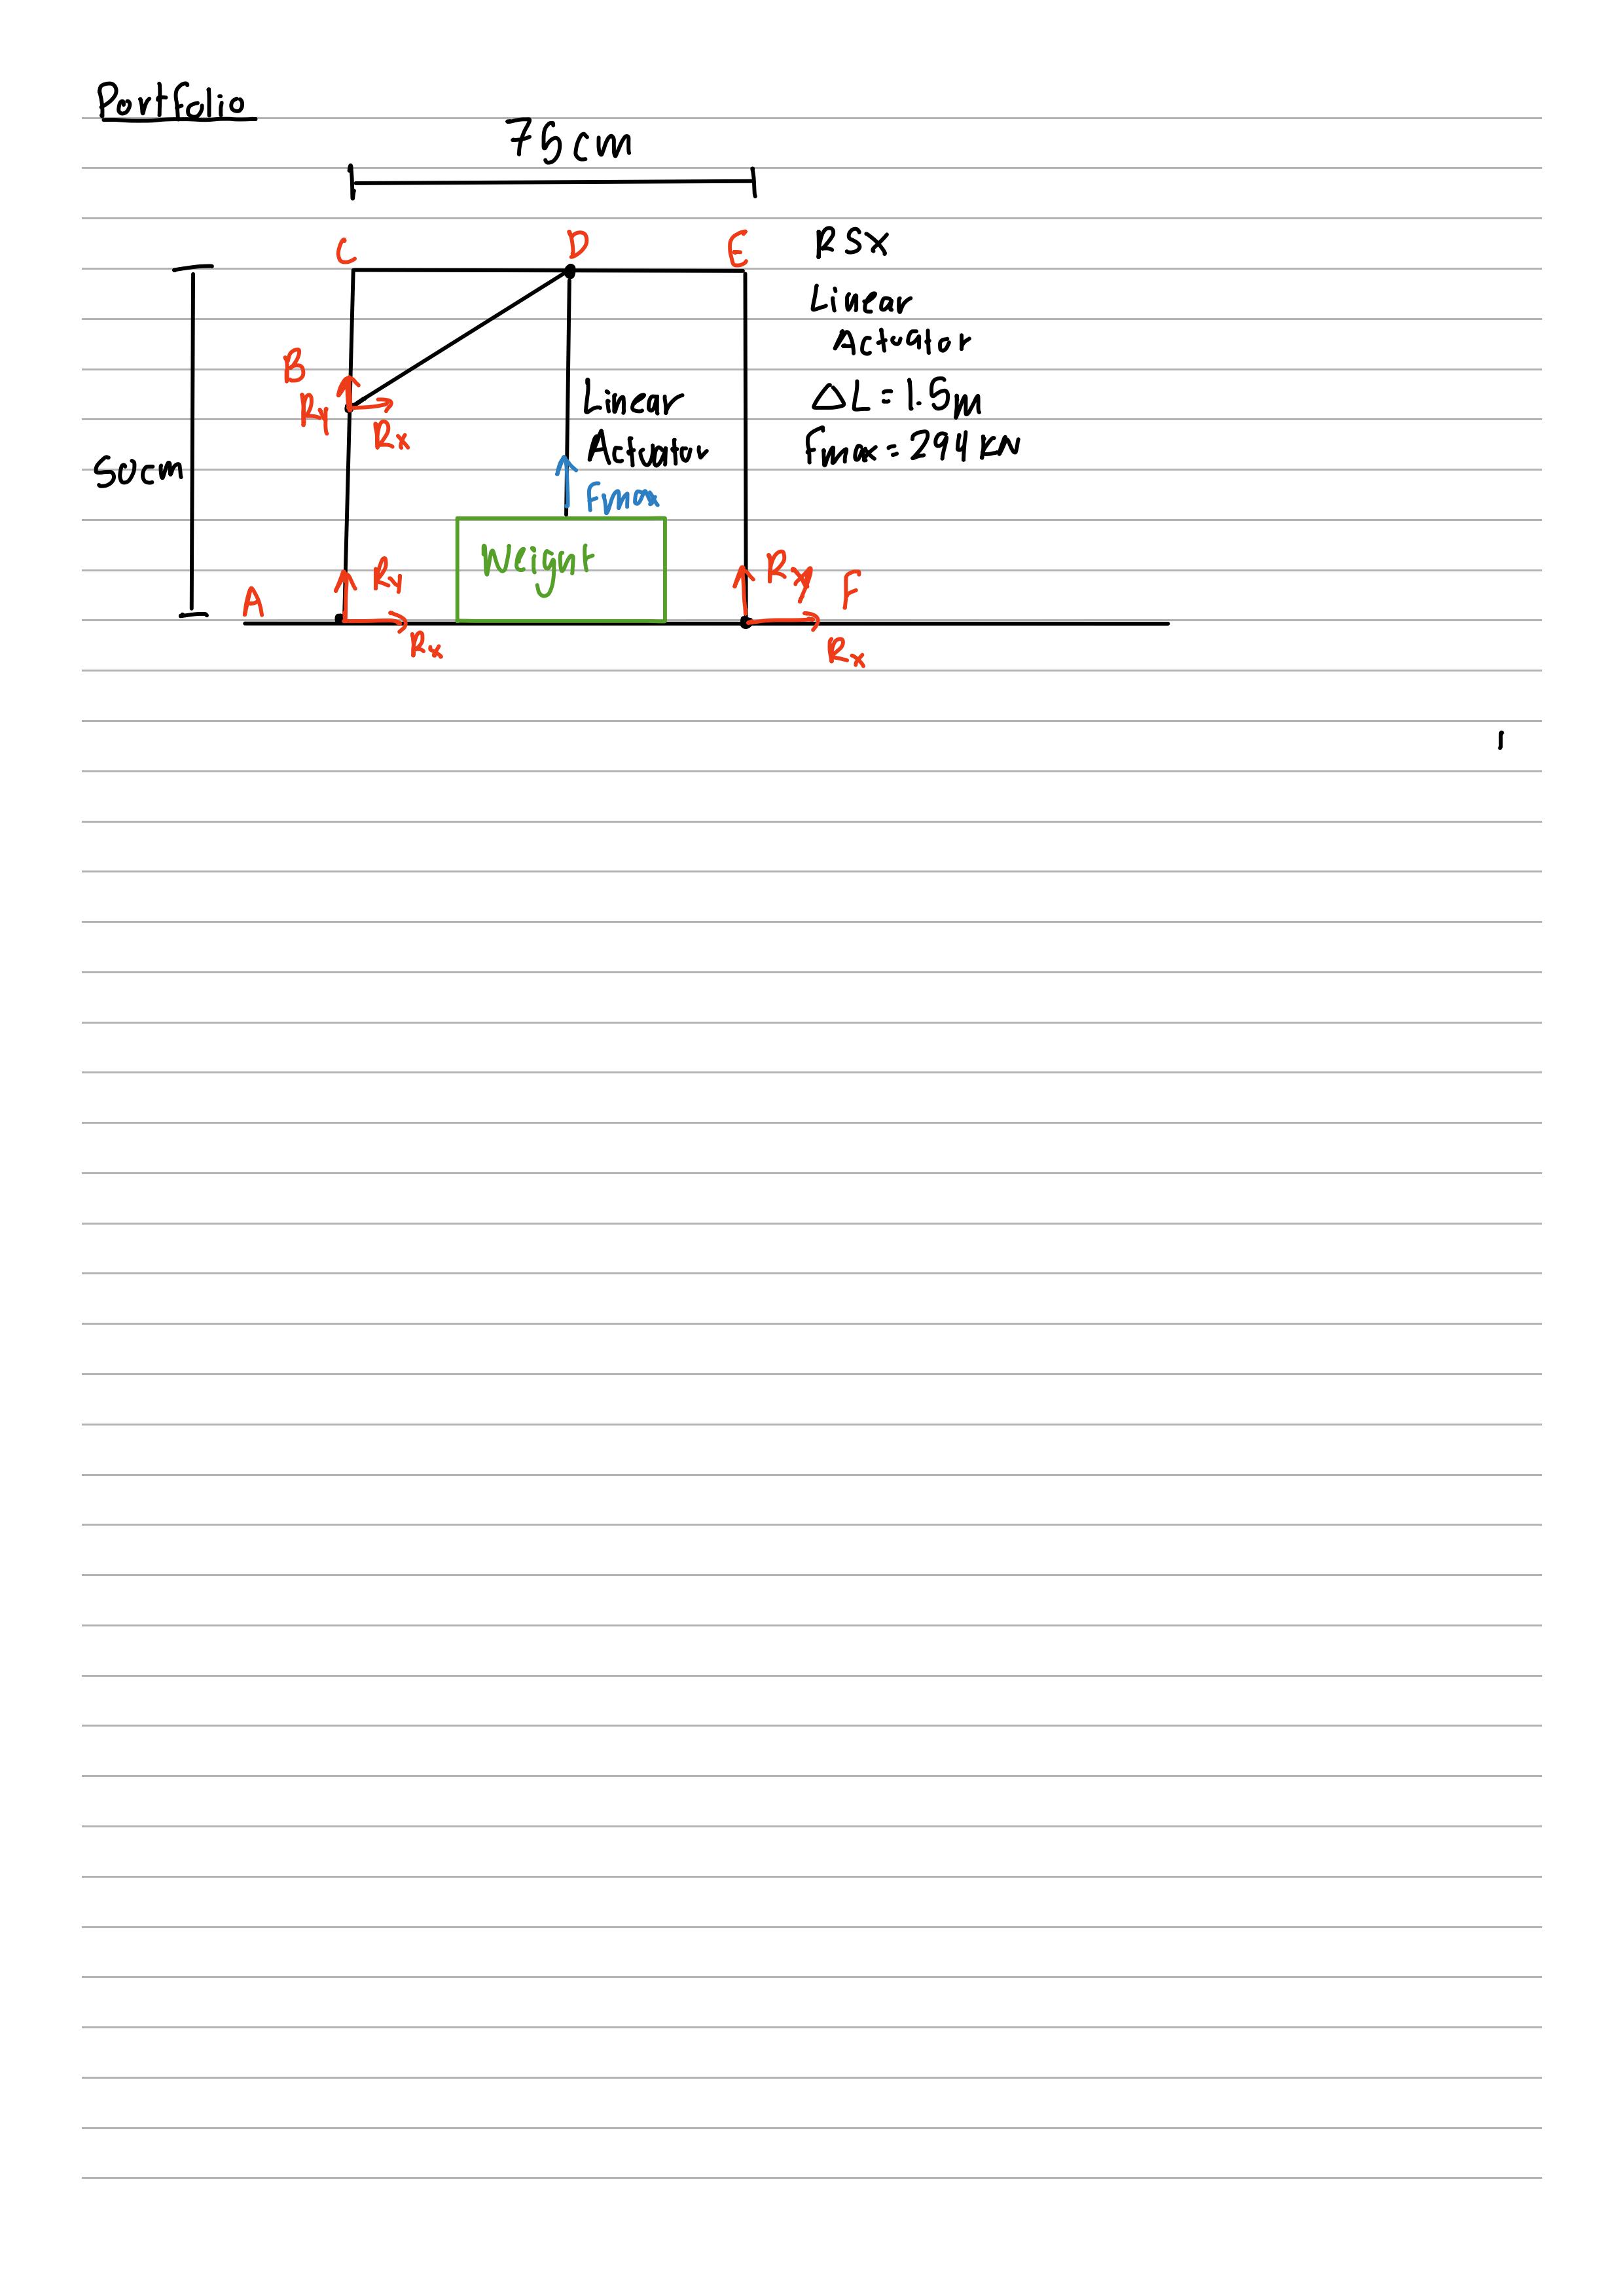 Portfolio
75cm
C
D
E
RSX
Linear
Actuator
ΔL = 1.5m
Fmax = 294 kN
B
Ry
Rx
Linear
Actuator
Fmax
50cm
Weight
A
Ry
Rx
Ry
F
Rx
1